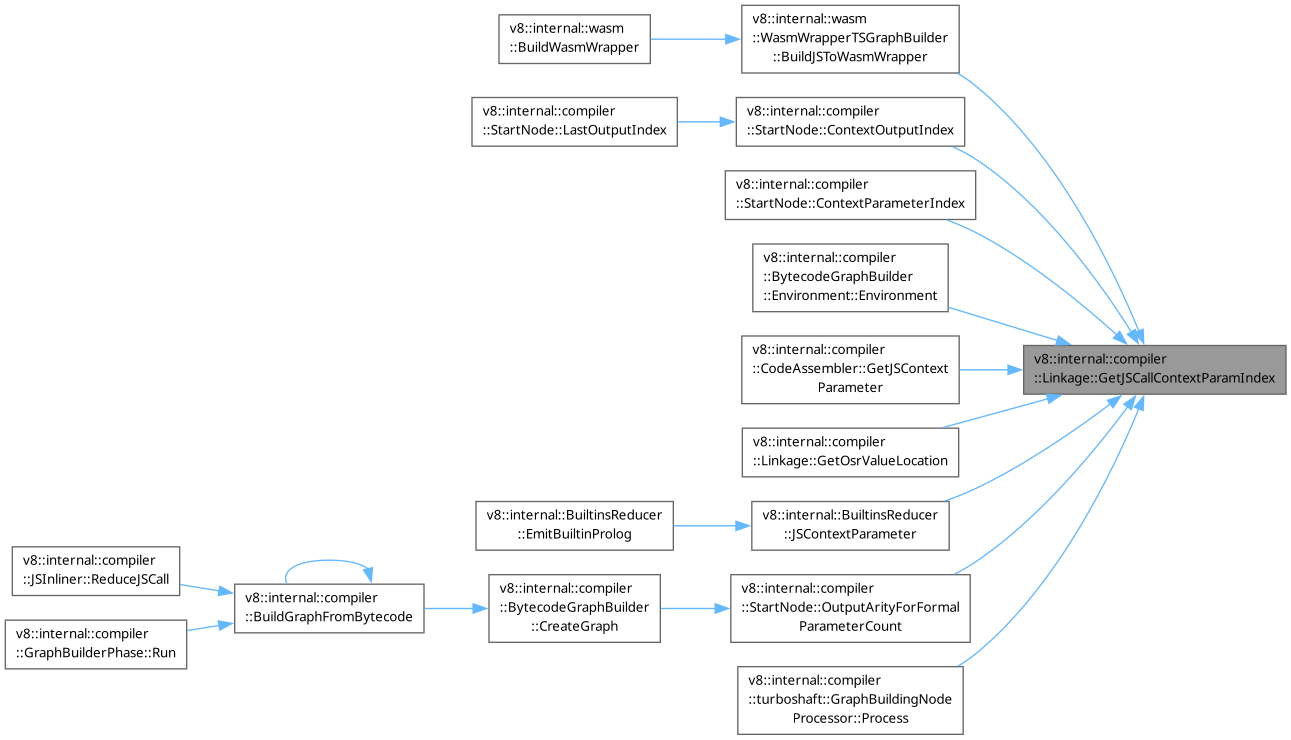 v8::internal::wasm
::BuildWasmWrapper
v8::internal::wasm
::WasmWrapperTSGraphBuilder
::BuildJSToWasmWrapper
v8::internal::compiler
::StartNode::LastOutputIndex
v8::internal::compiler
::StartNode::ContextOutputIndex
v8::internal::compiler
::StartNode::ContextParameterIndex
v8::internal::compiler
::BytecodeGraphBuilder
::Environment::Environment
v8::internal::compiler
::CodeAssembler::GetJSContext
Parameter
v8::internal::compiler
::Linkage::GetJSCallContextParamIndex
v8::internal::compiler
::Linkage::GetOsrValueLocation
v8::internal::BuiltinsReducer
::EmitBuiltinProlog
v8::internal::BuiltinsReducer
::JSContextParameter
v8::internal::compiler
::JSInliner::ReduceJSCall
v8::internal::compiler
::GraphBuilderPhase::Run
v8::internal::compiler
::BuildGraphFromBytecode
v8::internal::compiler
::BytecodeGraphBuilder
::CreateGraph
v8::internal::compiler
::StartNode::OutputArityForFormal
ParameterCount
v8::internal::compiler
::turboshaft::GraphBuildingNode
Processor::Process